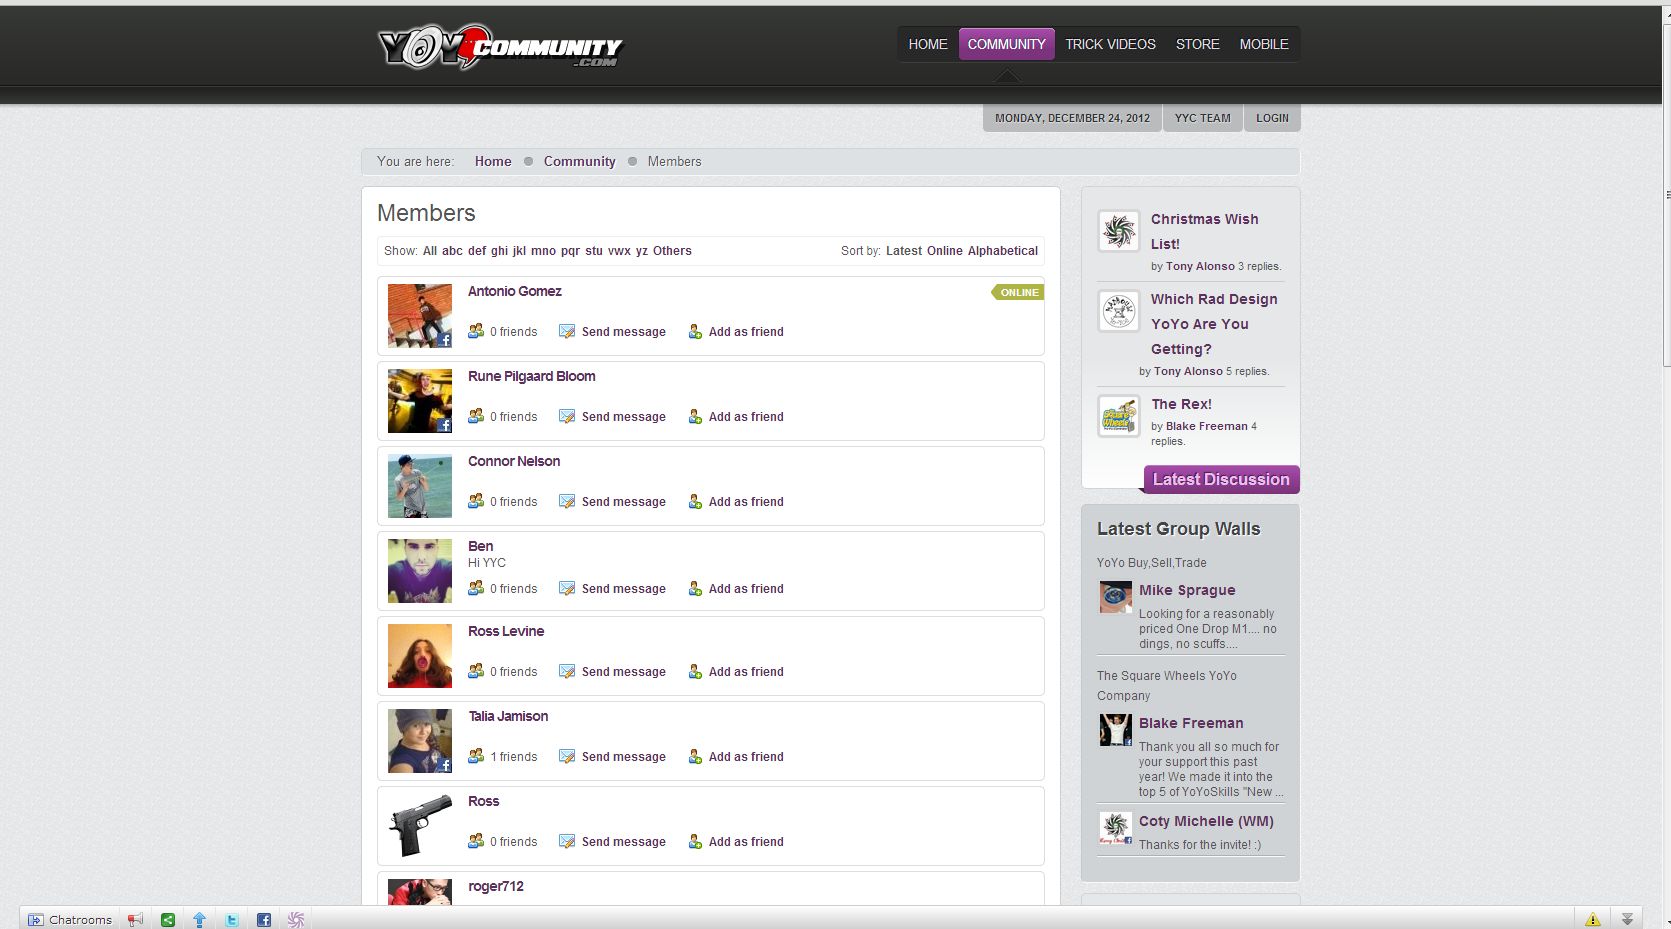 YOYOCOMMUNITY
.COM
HOME COMMUNITY TRICK VIDEOS STORE MOBILE
MONDAY, DECEMBER 24, 2012 YYC TEAM LOGIN
You are here: Home Community Members
Members
Show: All abc def ghi jkl mno pqr stu vwx yz Others
Sort by: Latest Online Alphabetical
Antonio Gomez
ONLINE
0 friends Send message Add as friend
Rune Pilgaard Bloom
0 friends Send message Add as friend
Connor Nelson
0 friends Send message Add as friend
Ben
Hi YYC
0 friends Send message Add as friend
Ross Levine
0 friends Send message Add as friend
Talia Jamison
1 friends Send message Add as friend
Ross
0 friends Send message Add as friend
roger712
Christmas Wish
List!
by Tony Alonso 3 replies.
Which Rad Design
YoYo Are You
Getting?
by Tony Alonso 5 replies.
The Rex!
by Blake Freeman 4
replies.
Latest Discussion
Latest Group Walls
YoYo Buy,Sell,Trade
Mike Sprague
Looking for a reasonably
priced One Drop M1.... no
dings, no scuffs....
The Square Wheels YoYo
Company
Blake Freeman
Thank you all so much for
your support this past
year! We made it into the
top 5 of YoYoSkills "New ...
Coty Michelle (WM)
Thanks for the invite! :)
Chatrooms